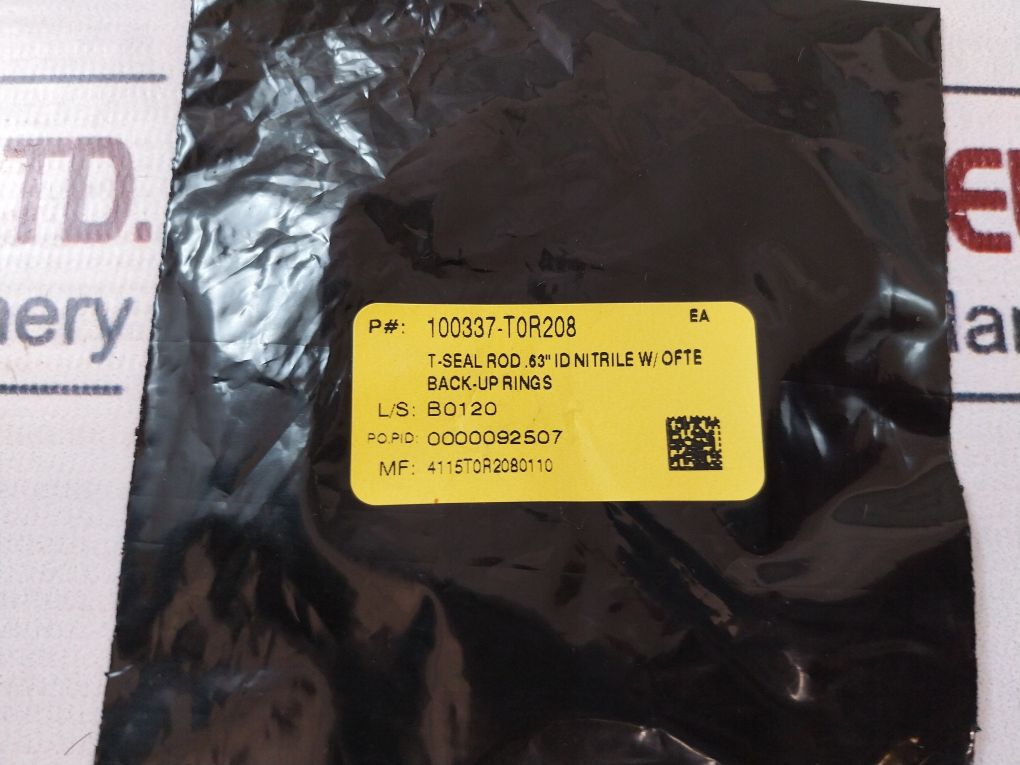 TD.
nery
P#: 100337-T0R208 EA
T-SEAL ROD .63" ID NITRILE W/ OFTE
BACK-UP RINGS
L/S: B0120
PO.PID: 0000092507
MF: 4115T0R2080110